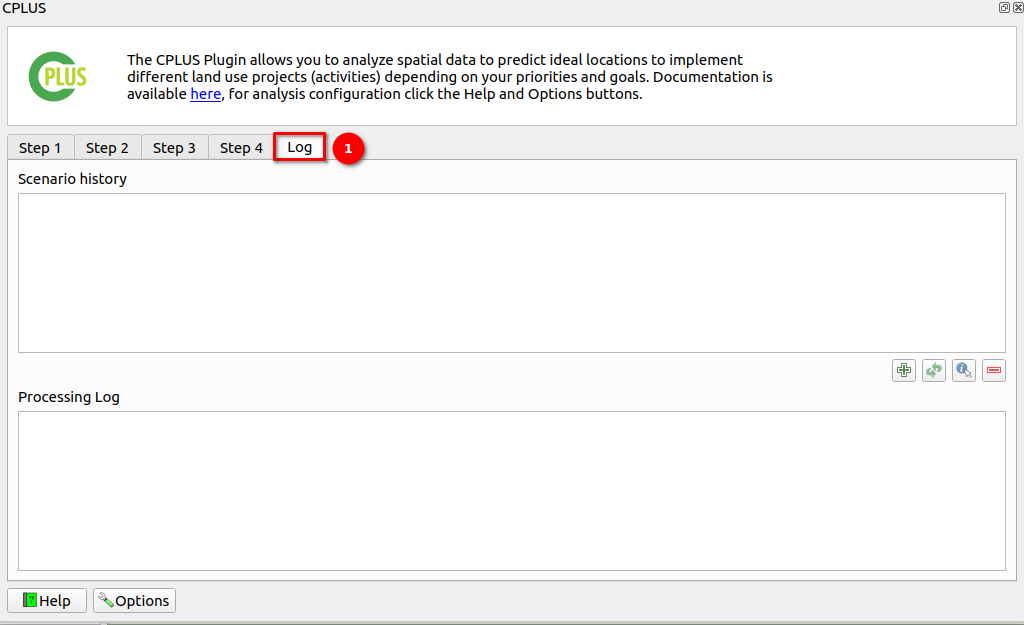 CPLUS
PLUS
The CPLUS Plugin allows you to analyze spatial data to predict ideal locations to implement
different land use projects (activities) depending on your priorities and goals. Documentation is
available here, for analysis configuration click the Help and Options buttons.
Step 1 Step 2 Step 3 Step 4 Log 1
Scenario history
Processing Log
Help Options